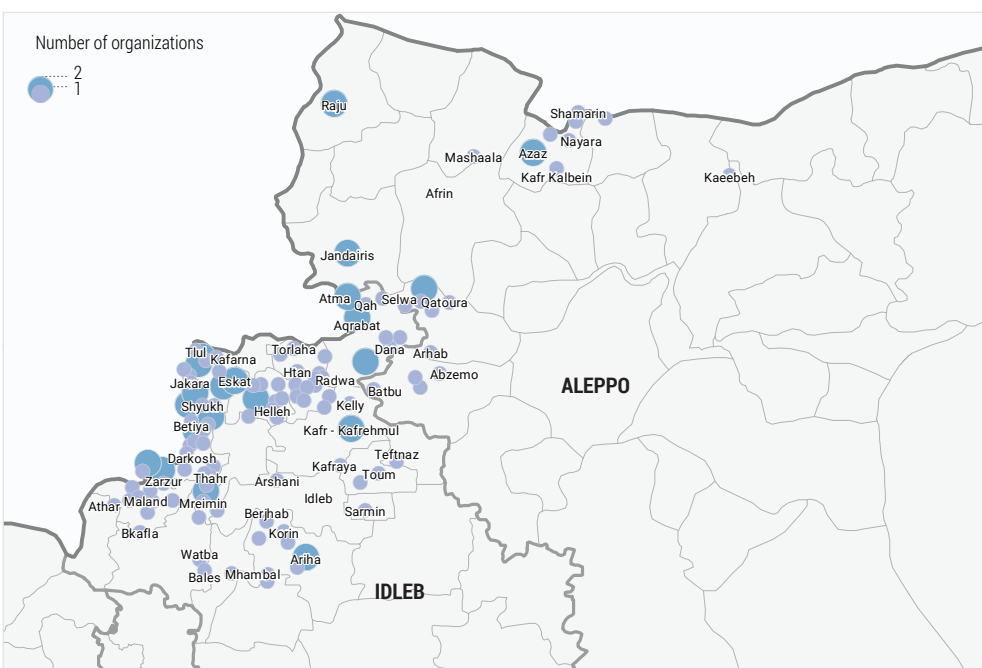 Number of organizations
2
1
Raju
Shamarin
Nayara
Azaz
Mashaala
Kafr Kalbein
Kaeebeh
Afrin
Jandairis
Atma
Qah
Selwa
Qatoura
Aqrabat
Tlul
Kafarna
Torlaha
Dana
Arhab
Jakara
Eskat
Htan
Radwa
Batbu
Abzemo
ALEPPO
Shyukh
Helleh
Kelly
Betiya
Kafr - Kafrehmul
Darkosh
Kafraya
Teftnaz
Zarzur
Thahr
Arshani
Toum
Athar
Maland
Mreimin
Idleb
Sarmin
Berjhab
Bkafla
Korin
Watba
Ariha
Bales
Mhambal
IDLEB